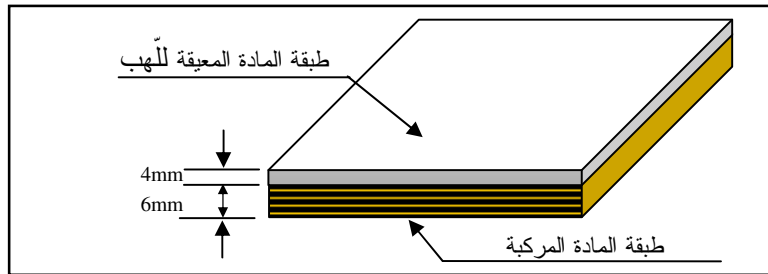 طبقة المادة المعيقة للّهب
4mm
6mm
طبقة المادة المركبة